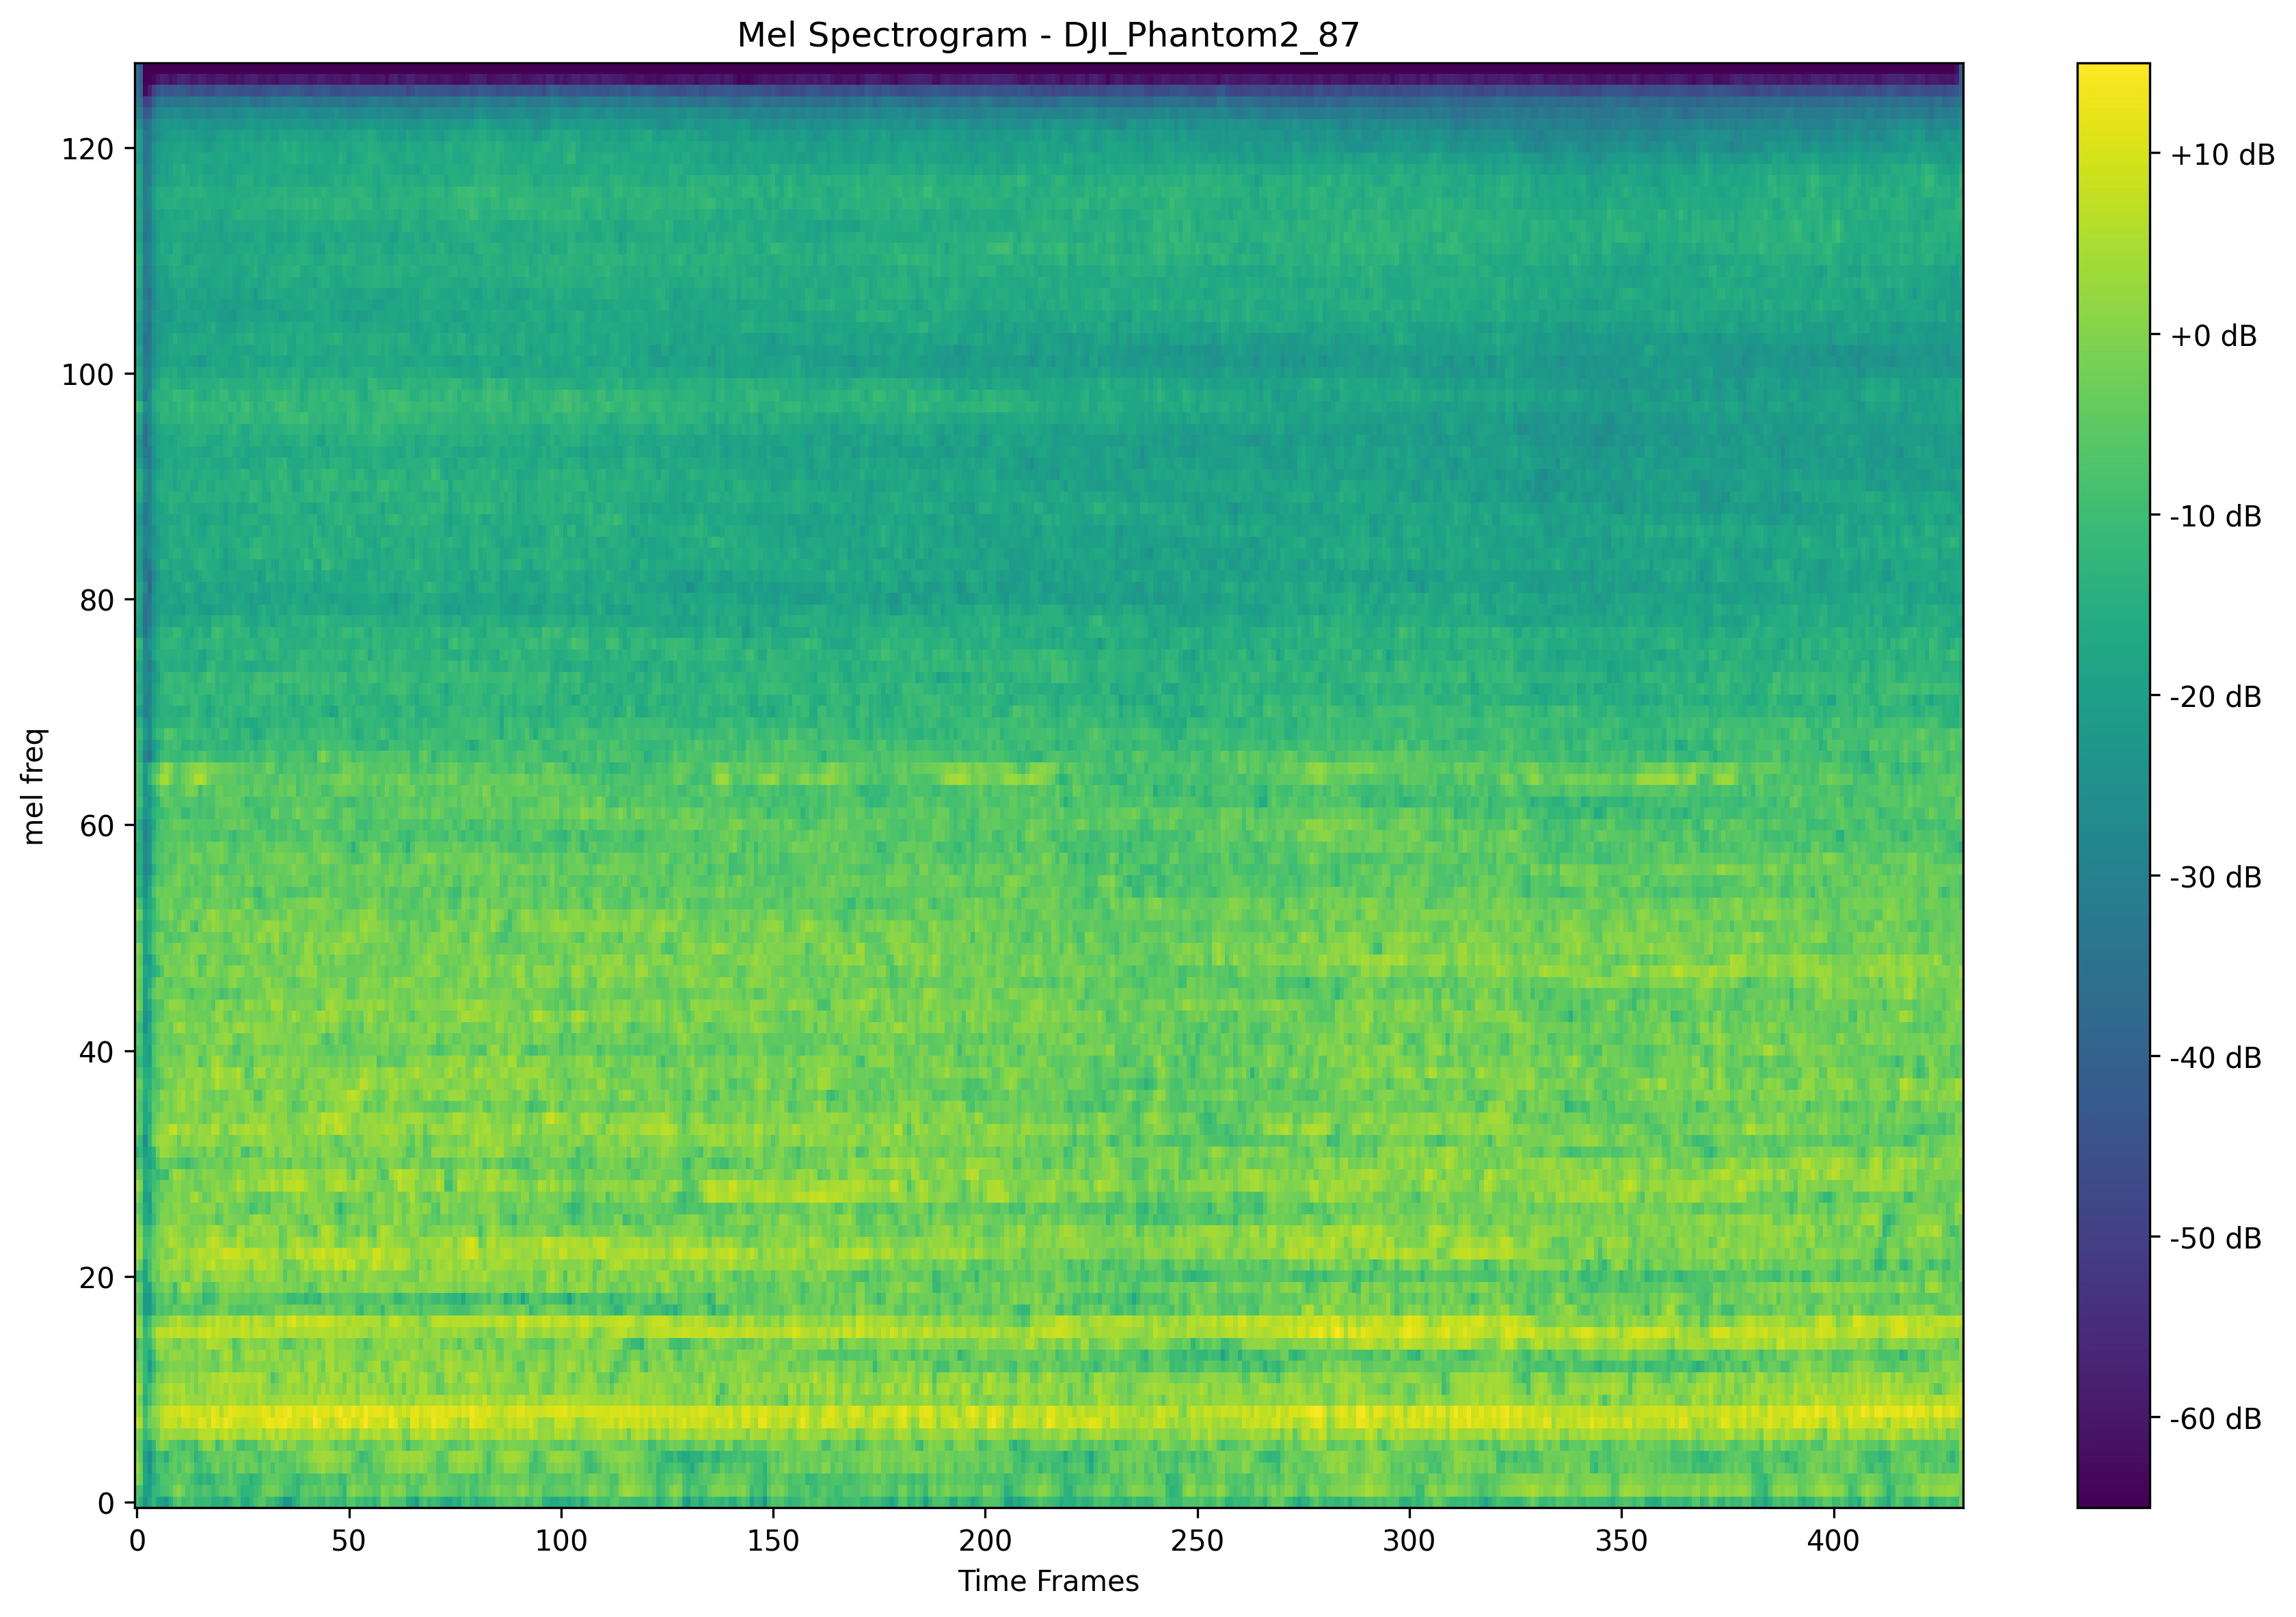 Mel Spectrogram - DJI_Phantom2_87
mel freq
120
100
80
60
40
20
0
0 50 100 150 200 250 300 350 400
Time Frames
+10 dB
+0 dB
-10 dB
-20 dB
-30 dB
-40 dB
-50 dB
-60 dB